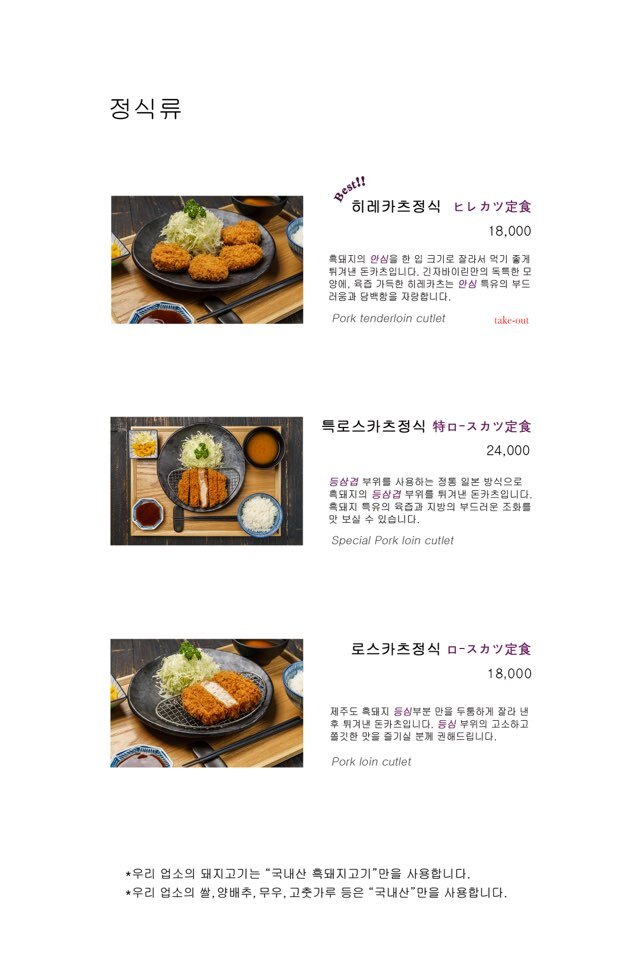 정식류
Best!!
히레카츠정식 ヒレカツ定食
18,000
흑돼지의 안심을 한 입 크기로 잘라서 먹기 좋게
튀겨낸 돈카츠입니다. 긴자바이린만의 독특한 모
양에, 육즙 가득한 히레카츠는 안심 특유의 부드
러움과 담백함을 자랑합니다.
Pork tenderloin cutlet
take-out
특로스카츠정식 特ロースカツ定食
24,000
등삼겹 부위를 사용하는 정통 일본 방식으로
흑돼지의 등삼겹 부위를 튀겨낸 돈카츠입니다.
흑돼지 특유의 육즙과 지방의 부드러운 조화를
맛 보실 수 있습니다.
Special Pork loin cutlet
로스카츠정식 ロースカツ定食
18,000
제주도 흑돼지 등심부분 만을 두툼하게 잘라 낸
후 튀겨낸 돈카츠입니다. 등심 부위의 고소하고
쫄깃한 맛을 즐기실 분께 권해드립니다.
Pork loin cutlet
*우리 업소의 돼지고기는 “국내산 흑돼지고기”만을 사용합니다.
*우리 업소의 쌀,양배추, 무우, 고춧가루 등은 “국내산”만을 사용합니다.